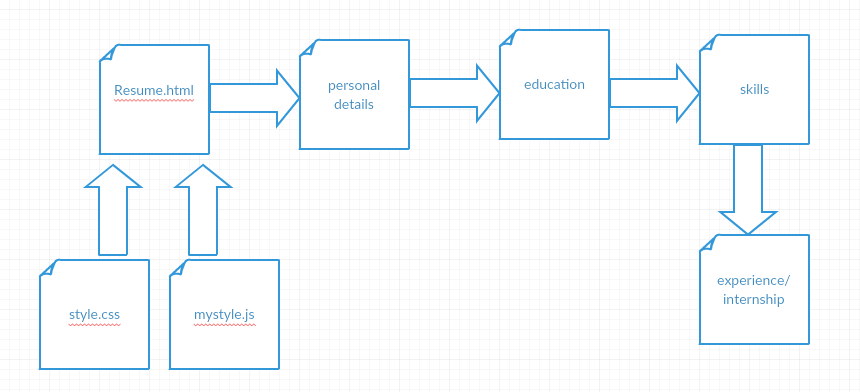 Resume.html
personal
details
education
skills
style.css
mystyle.js
experience/
internship